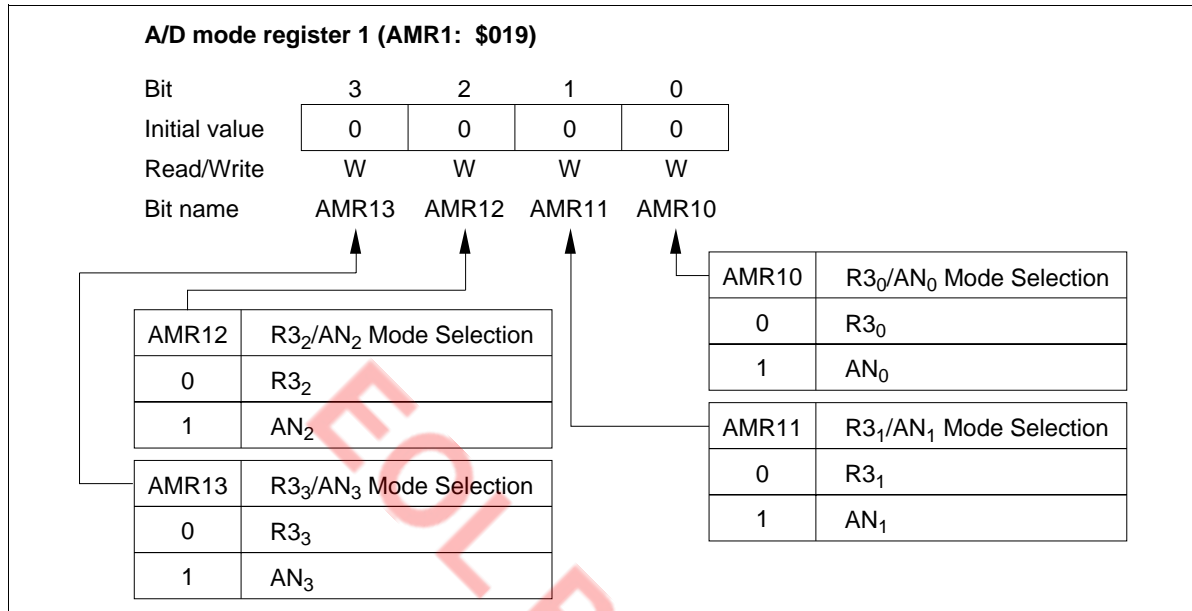 A/D mode register 1 (AMR1: $019)
Bit 3 2 1 0
Initial value 0 0 0 0
Read/Write W W W W
Bit name AMR13 AMR12 AMR11 AMR10
AMR10 R3₀/AN₀ Mode Selection
0 R3₀
1 AN₀
AMR12 R3₂/AN₂ Mode Selection
0 R3₂
1 AN₂
AMR11 R3₁/AN₁ Mode Selection
0 R3₁
1 AN₁
AMR13 R3₃/AN₃ Mode Selection
0 R3₃
1 AN₃
EOL